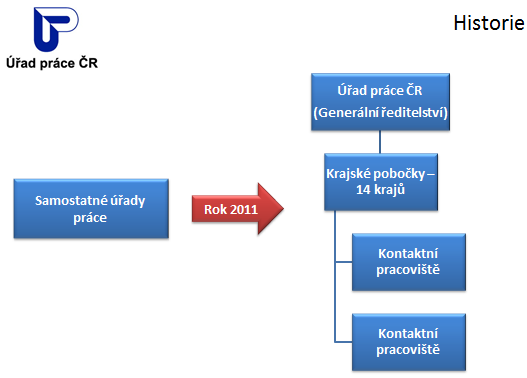 Úřad práce ČR
Historie
Samostatné úřady
práce
Rok 2011
Úřad práce ČR
(Generální ředitelství)
Krajské pobočky –
14 krajů
Kontaktní
pracoviště
Kontaktní
pracoviště